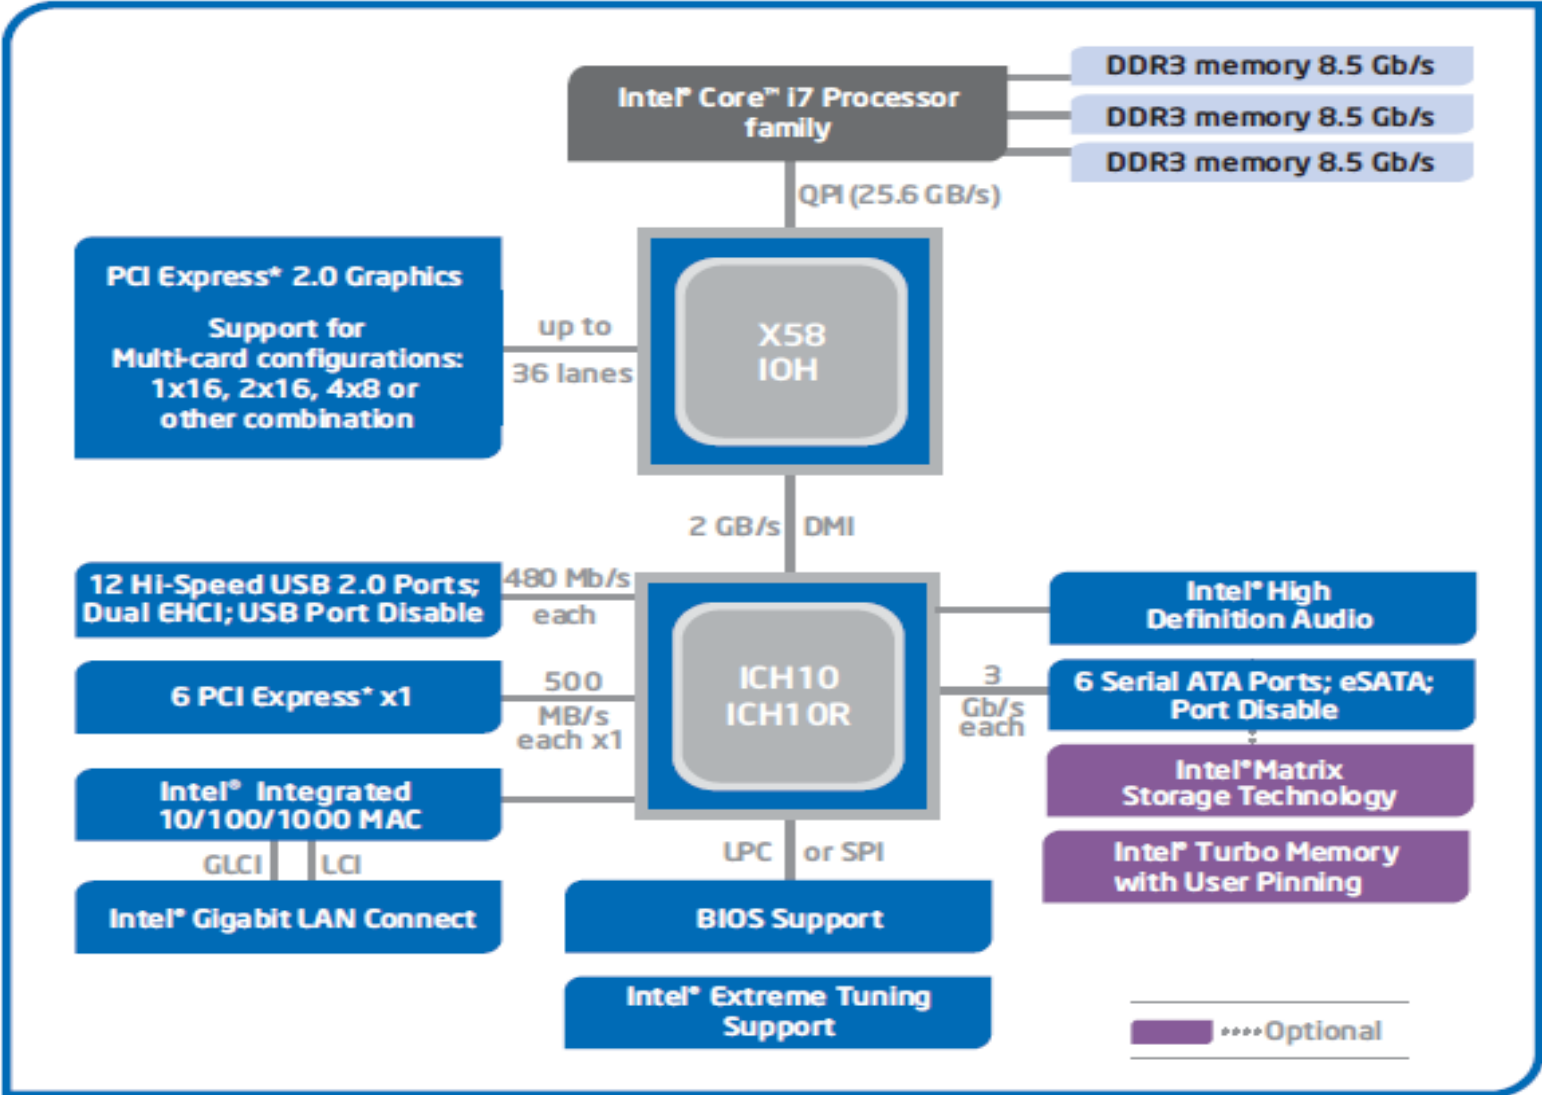 Intel® Core™ i7 Processor
family
DDR3 memory 8.5 Gb/s
DDR3 memory 8.5 Gb/s
DDR3 memory 8.5 Gb/s
QPI (25.6 GB/s)
PCI Express* 2.0 Graphics
Support for
Multi-card configurations:
1x16, 2x16, 4x8 or
other combination
up to
36 lanes
X58
IOH
2 GB/s DMI
12 Hi-Speed USB 2.0 Ports;
Dual EHCI; USB Port Disable
480 Mb/s
each
6 PCI Express* x1
500
MB/s
each x1
Intel® Integrated
10/100/1000 MAC
GLCI LCI
Intel® Gigabit LAN Connect
ICH10
ICH10R
Intel® High
Definition Audio
3
Gb/s
each
6 Serial ATA Ports; eSATA;
Port Disable
Intel® Matrix
Storage Technology
Intel® Turbo Memory
with User Pinning
LPC or SPI
BIOS Support
Intel® Extreme Tuning
Support
Optional